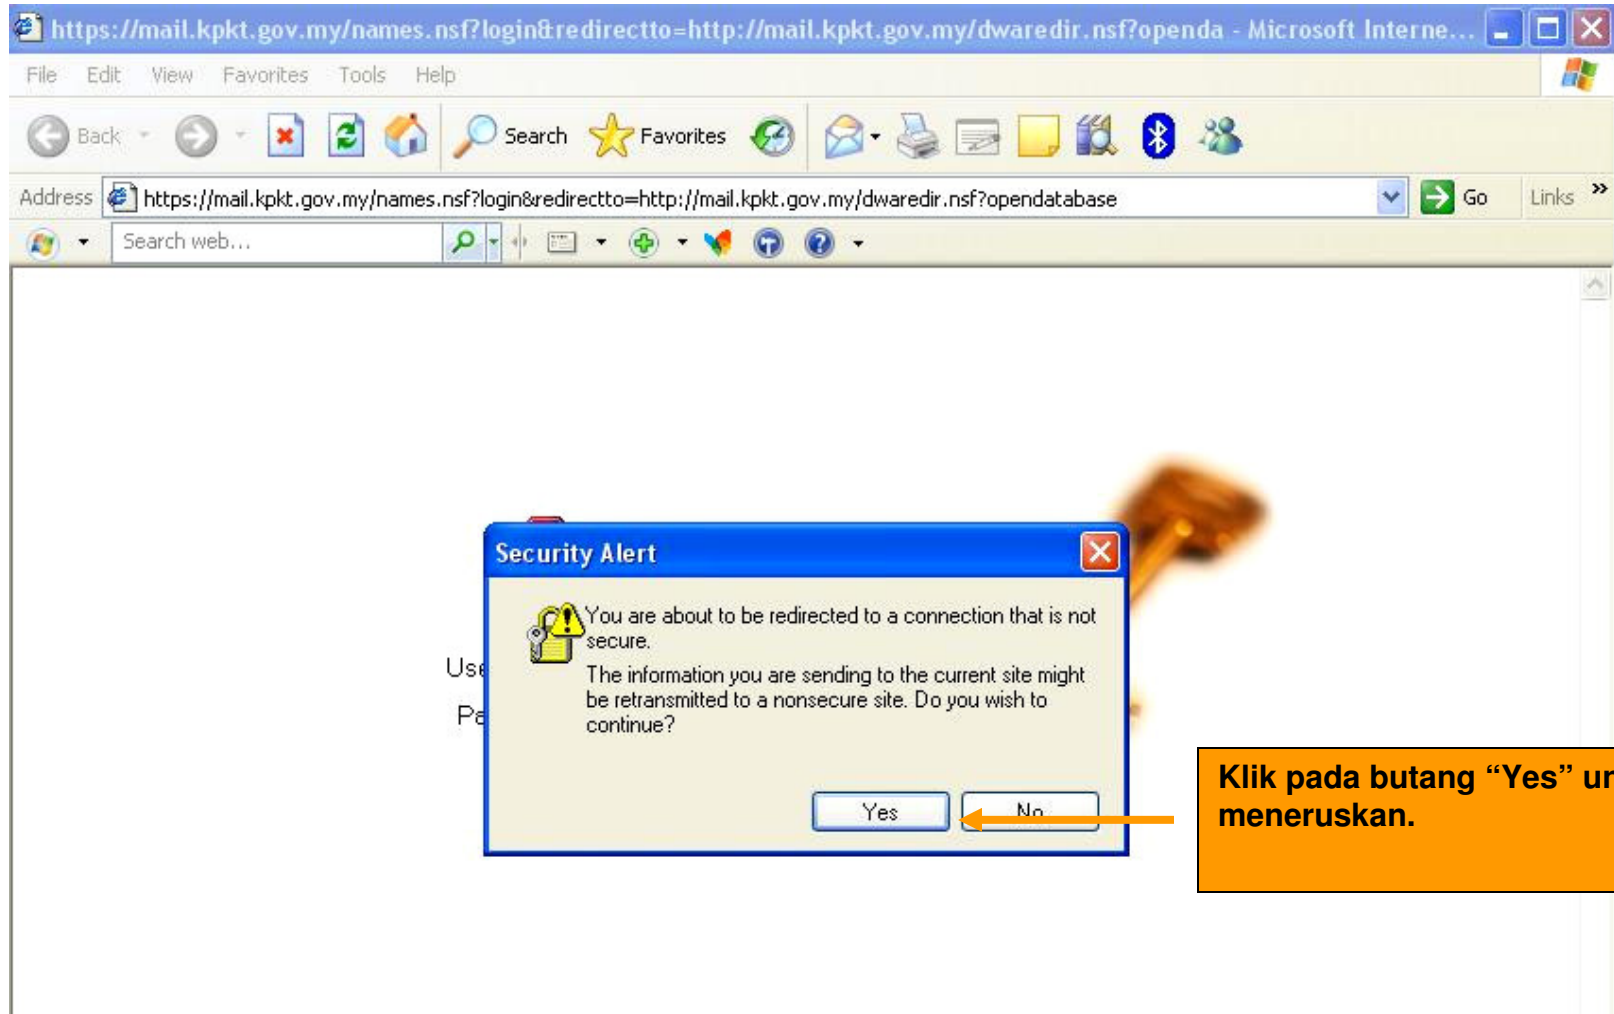 https://mail.kpkt.gov.my/names.nsf?login&redirectto=http://mail.kpkt.gov.my/dwaredir.nsf?openda - Microsoft Interne...
File Edit View Favorites Tools Help
Back Search Favorites
Address https://mail.kpkt.gov.my/names.nsf?login&redirectto=http://mail.kpkt.gov.my/dwaredir.nsf?opendatabase Go Links »
Search web...
Security Alert
You are about to be redirected to a connection that is not
secure.
The information you are sending to the current site might
be retransmitted to a nonsecure site. Do you wish to
continue?
Use
Pa
Yes No
Klik pada butang “Yes” un
meneruskan.